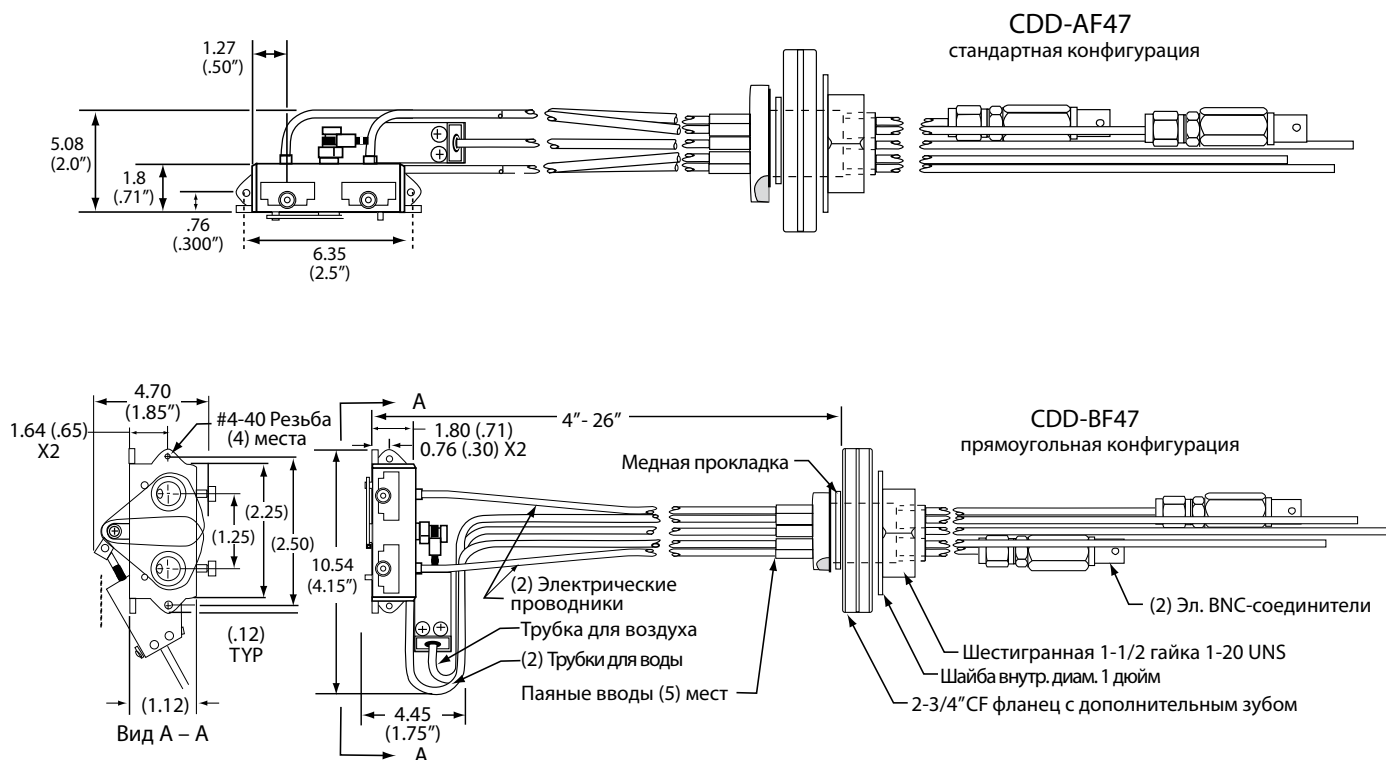 CDD-AF47
стандартная конфигурация
1.27
(.50”)
5.08
(2.0”)
1.8
(.71”)
.76
(.300”)
6.35
(2.5”)
CDD-BF47
прямоугольная конфигурация
4.70
(1.85”)
#4-40 Резьба
(4) места
1.64 (.65)
X2
(2.25)
(1.25)
(2.50)
(.12)
TYP
(1.12)
Вид А – А
A
4”- 26”
1.80 (.71)
0.76 (.30) X2
Медная прокладка
10.54
(4.15”)
(2) Электрические
проводники
Трубка для воздуха
(2) Трубки для воды
Паяные вводы (5) мест
4.45
(1.75”)
A
(2) Эл. BNC-соединители
Шестигранная 1-1/2 гайка 1-20 UNS
Шайба внутр. диам. 1 дюйм
2-3/4”CF фланец с дополнительным зубом